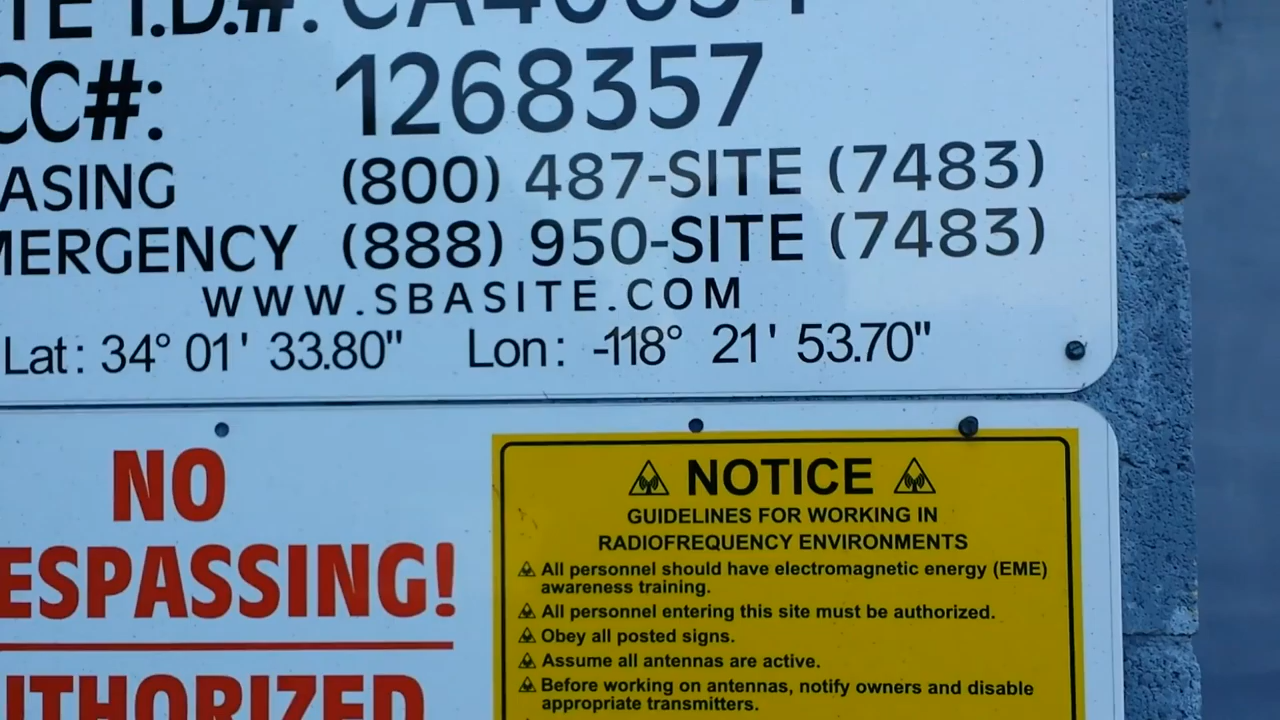 TE I.D.#:
CC#: 1268357
ASING (800) 487-SITE (7483)
MERGENCY (888) 950-SITE (7483)
WWW.SBASITE.COM
Lat: 34° 01' 33.80" Lon: -118° 21' 53.70"
NO
ESPASSING!
UTHORIZED
NOTICE
GUIDELINES FOR WORKING IN
RADIOFREQUENCY ENVIRONMENTS
All personnel should have electromagnetic energy (EME)
awareness training.
All personnel entering this site must be authorized.
Obey all posted signs.
Assume all antennas are active.
Before working on antennas, notify owners and disable
appropriate transmitters.